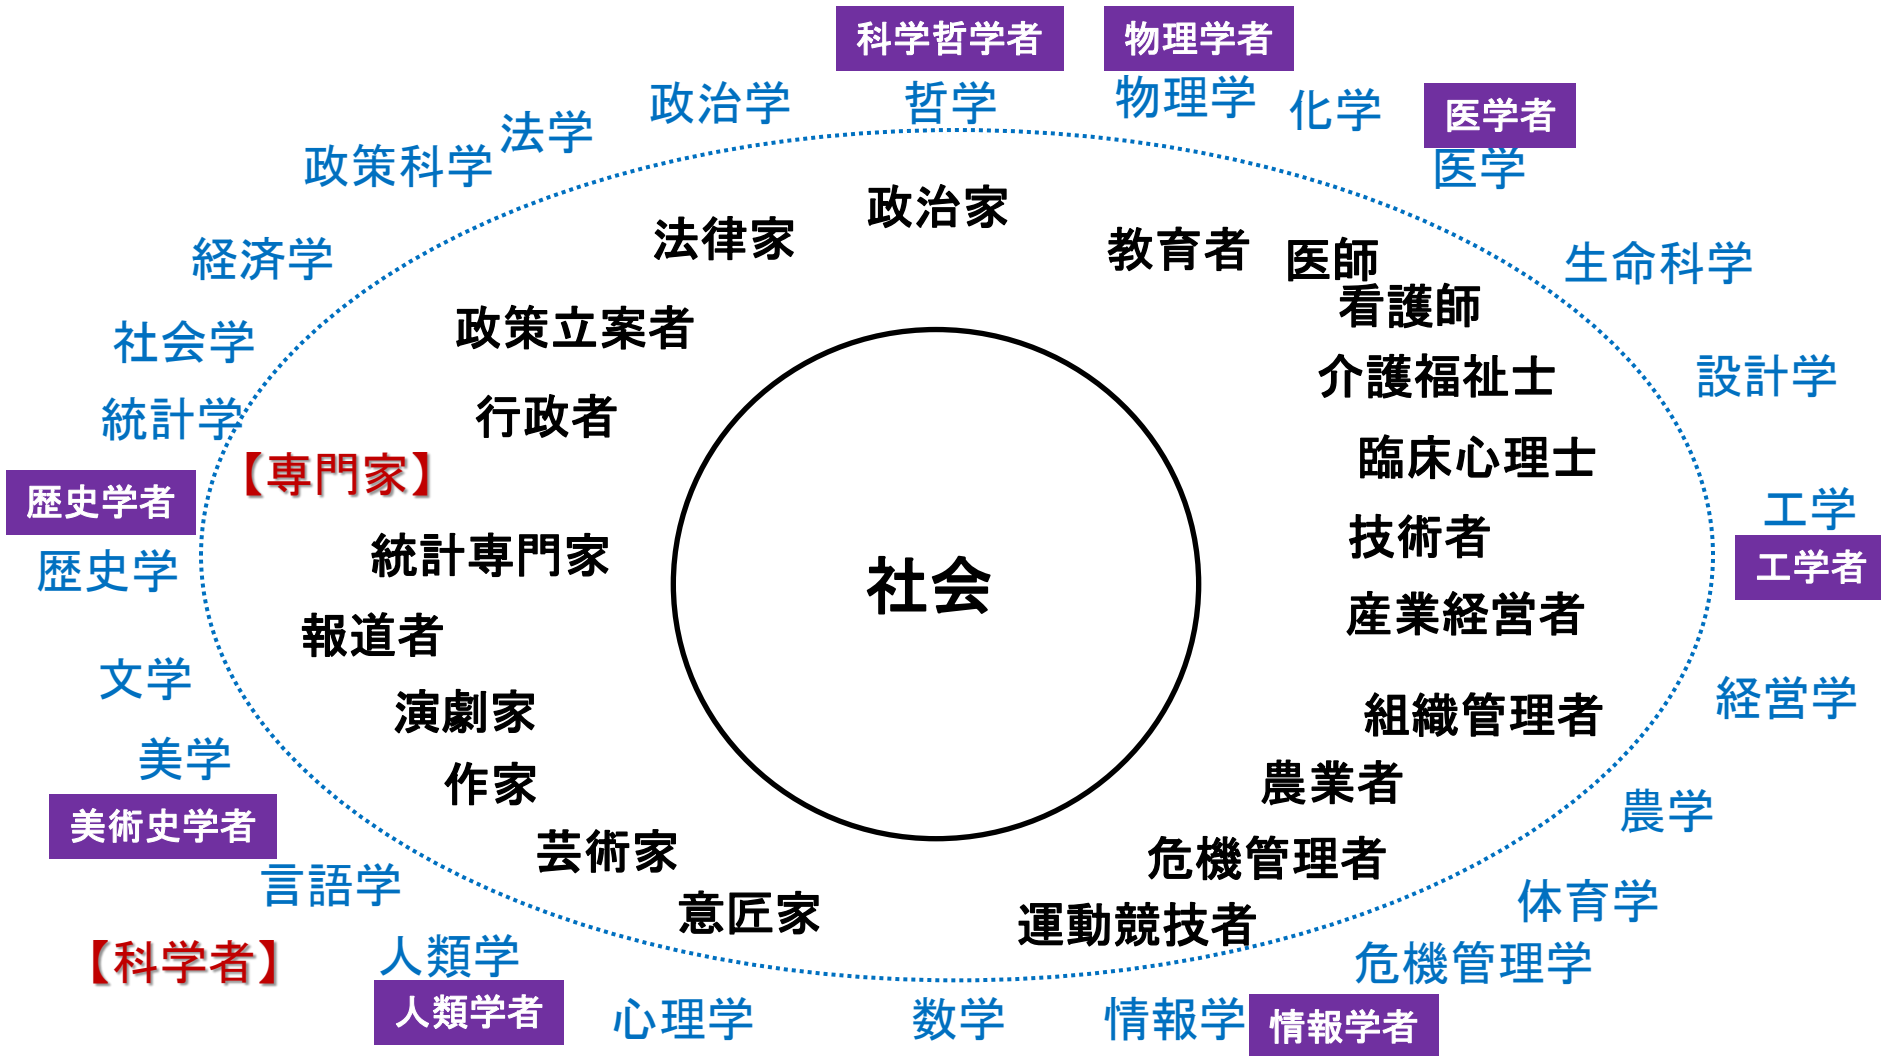 科学哲学者
物理学者
政治学
哲学
物理学
化学
医学者
法学
政策科学
医学
政治家
法律家
教育者
医師
経済学
生命科学
看護師
政策立案者
社会学
介護福祉士
設計学
行政者
統計学
【専門家】
臨床心理士
歴史学者
工学
技術者
統計専門家
歴史学
社会
工学者
産業経営者
報道者
文学
経営学
演劇家
組織管理者
美学
作家
農業者
農学
美術史学者
芸術家
危機管理者
言語学
意匠家
運動競技者
体育学
【科学者】
人類学
危機管理学
人類学者
心理学
数学
情報学
情報学者